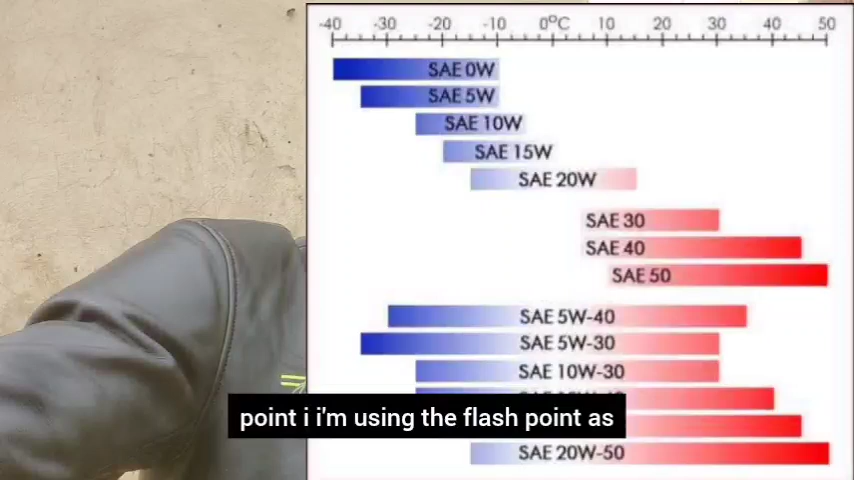 -40 -30 -20 -10 0°C 10 20 30 40 50
SAE 0W
SAE 5W
SAE 10W
SAE 15W
SAE 20W
SAE 30
SAE 40
SAE 50
SAE 5W-40
SAE 5W-30
SAE 10W-30
point i i'm using the flash point as
SAE 20W-50